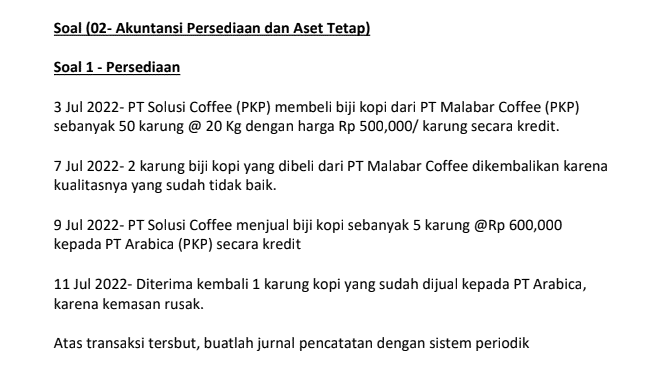 Soal (02- Akuntansi Persediaan dan Aset Tetap)
Soal 1 - Persediaan
3 Jul 2022- PT Solusi Coffee (PKP) membeli biji kopi dari PT Malabar Coffee (PKP)
sebanyak 50 karung @ 20 Kg dengan harga Rp 500,000/ karung secara kredit.
7 Jul 2022- 2 karung biji kopi yang dibeli dari PT Malabar Coffee dikembalikan karena
kualitasnya yang sudah tidak baik.
9 Jul 2022- PT Solusi Coffee menjual biji kopi sebanyak 5 karung @Rp 600,000
kepada PT Arabica (PKP) secara kredit
11 Jul 2022- Diterima kembali 1 karung kopi yang sudah dijual kepada PT Arabica,
karena kemasan rusak.
Atas transaksi tersbut, buatlah jurnal pencatatan dengan sistem periodik